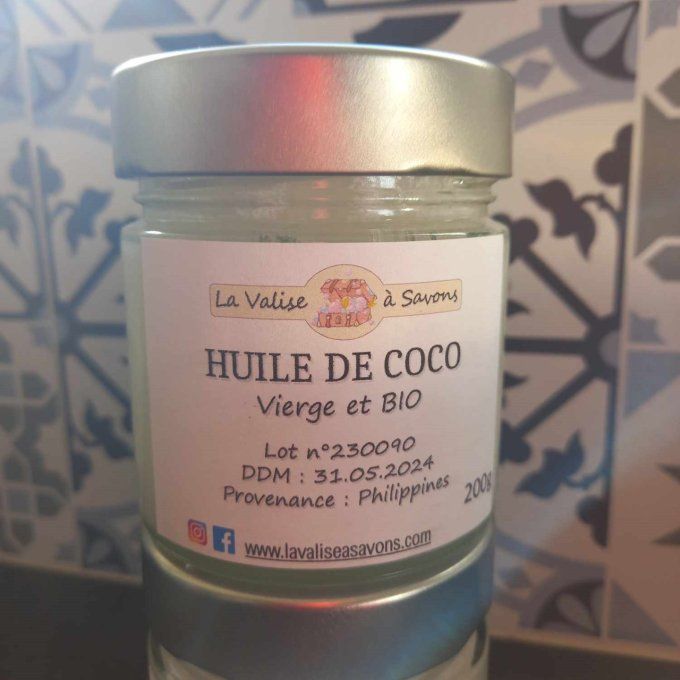 La Valise à Savons
HUILE DE COCO
Vierge et BIO
Lot n°230090
DDM : 31.05.2024
Provenance : Philippines
200g
www.lavaliseasavons.com